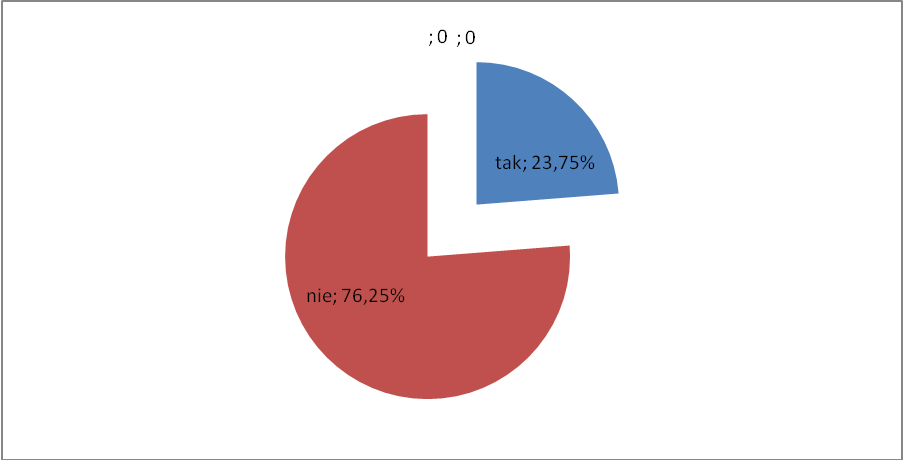 ; 0 ; 0
tak; 23,75%
nie; 76,25%